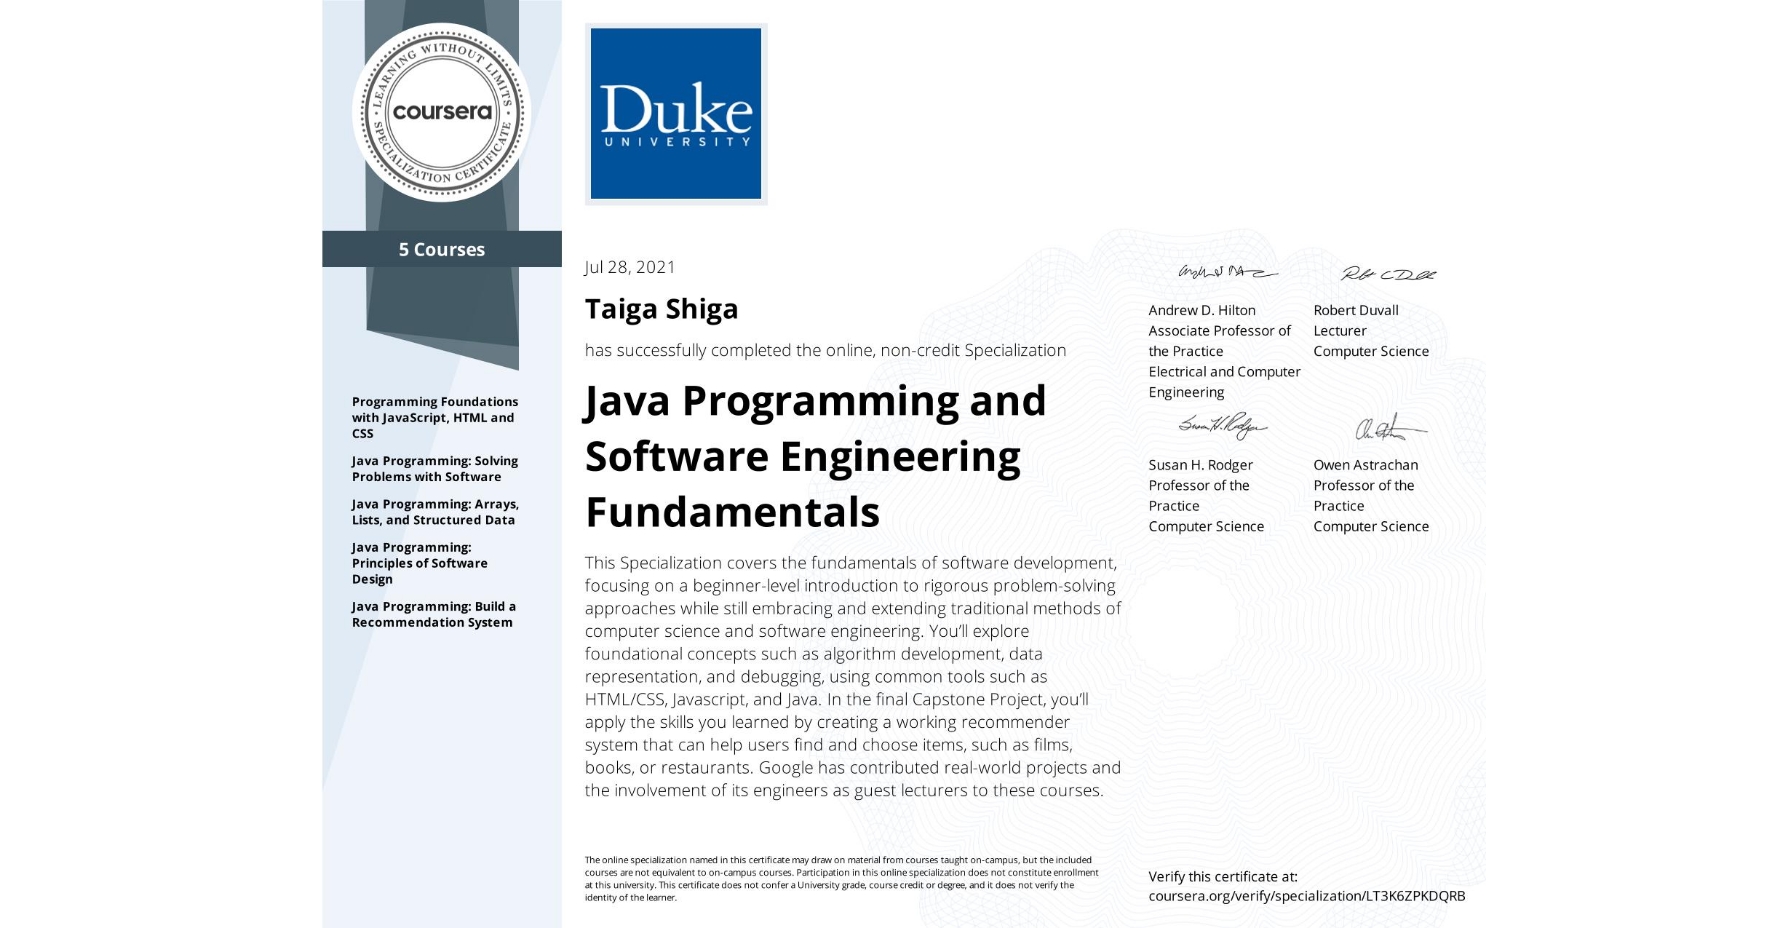 LEARNING WITHOUT LIMITS
coursera
SPECIALIZATION CERTIFICATE
5 Courses
Programming Foundations
with JavaScript, HTML and
CSS
Java Programming: Solving
Problems with Software
Java Programming: Arrays,
Lists, and Structured Data
Java Programming:
Principles of Software
Design
Java Programming: Build a
Recommendation System
Duke
UNIVERSITY
Jul 28, 2021
Taiga Shiga
has successfully completed the online, non-credit Specialization
Java Programming and
Software Engineering
Fundamentals
This Specialization covers the fundamentals of software development,
focusing on a beginner-level introduction to rigorous problem-solving
approaches while still embracing and extending traditional methods of
computer science and software engineering. You’ll explore
foundational concepts such as algorithm development, data
representation, and debugging, using common tools such as
HTML/CSS, Javascript, and Java. In the final Capstone Project, you’ll
apply the skills you learned by creating a working recommender
system that can help users find and choose items, such as films,
books, or restaurants. Google has contributed real-world projects and
the involvement of its engineers as guest lecturers to these courses.
The online specialization named in this certificate may draw on material from courses taught on-campus, but the included
courses are not equivalent to on-campus courses. Participation in this online specialization does not constitute enrollment
at this university. This certificate does not confer a University grade, course credit or degree, and it does not verify the
identity of the learner.
Andrew D. Hilton
Associate Professor of
the Practice
Electrical and Computer
Engineering
Robert Duvall
Lecturer
Computer Science
Susan H. Rodger
Susan H. Rodger
Professor of the
Practice
Computer Science
Owen Astrachan
Professor of the
Practice
Computer Science
Verify this certificate at:
coursera.org/verify/specialization/LT3K6ZPKDQRB